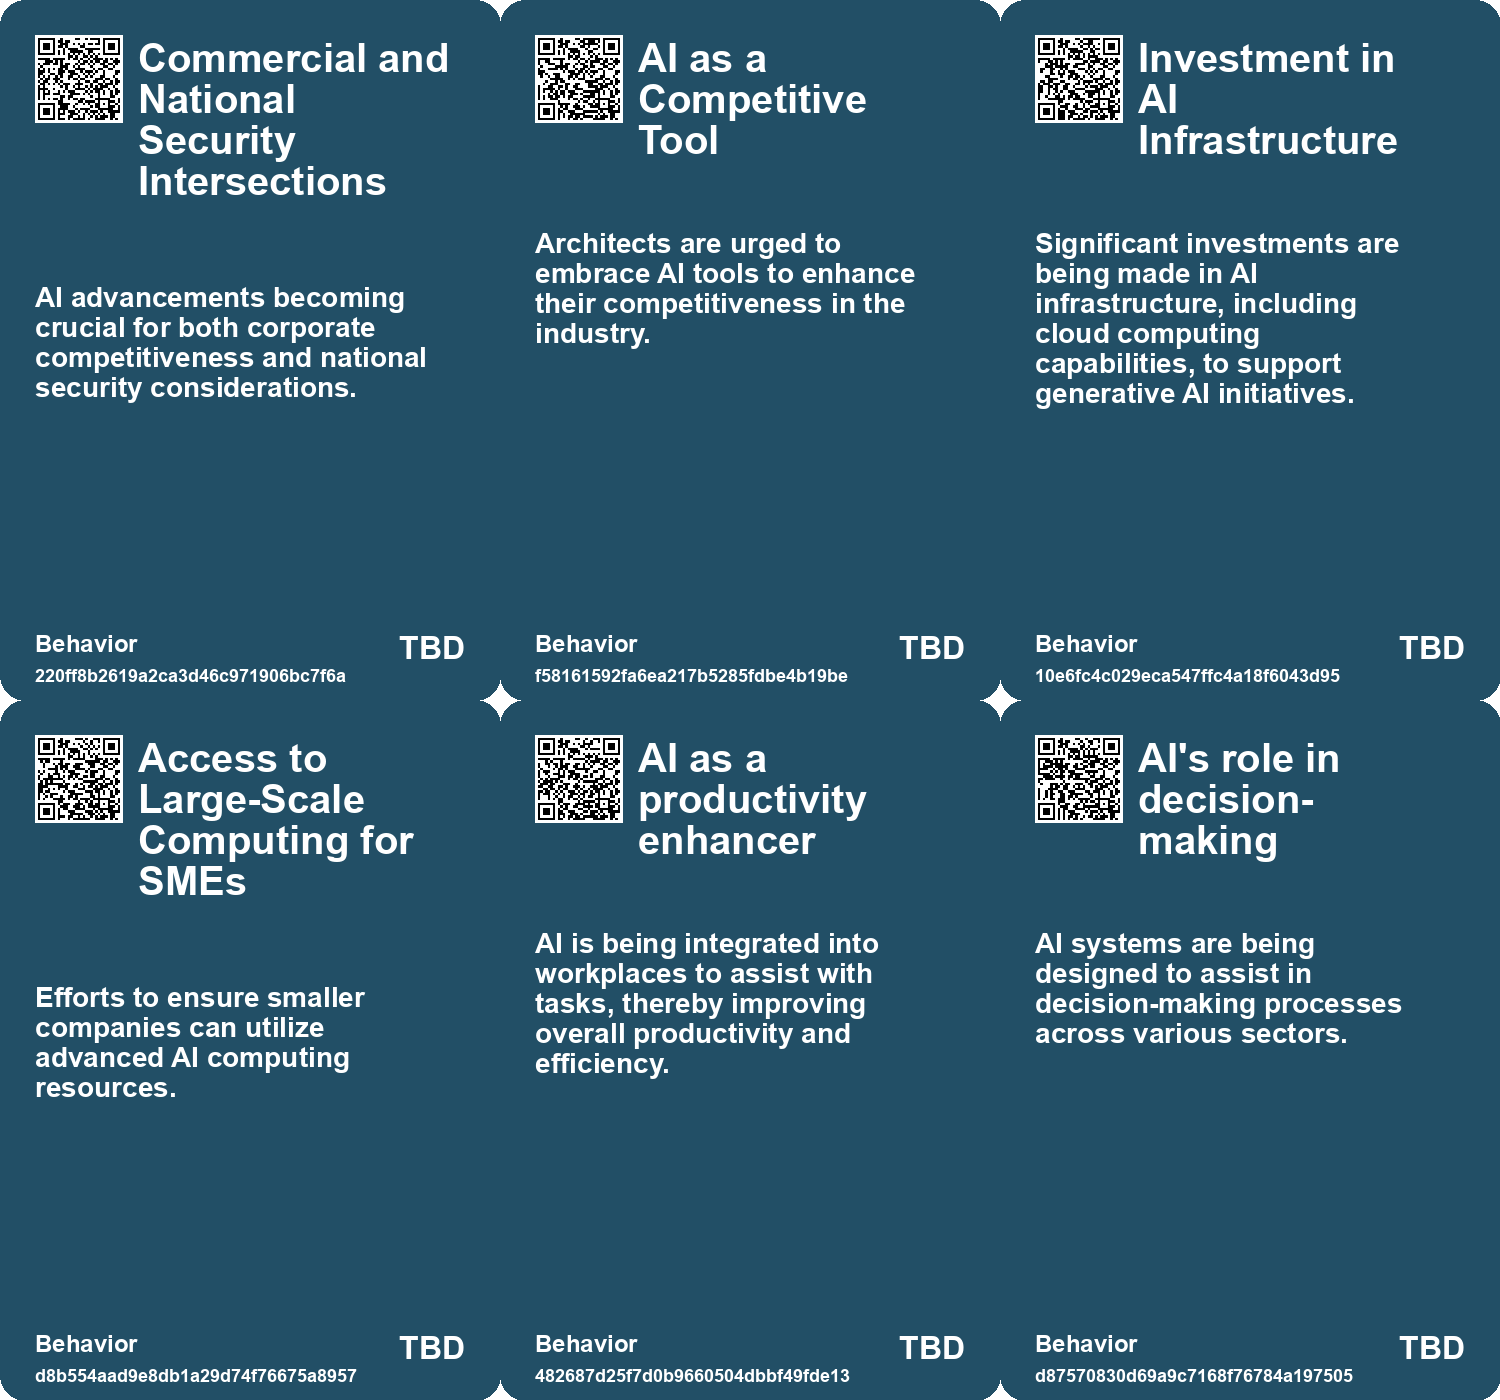 Commercial and
National
Security
Intersections
AI advancements becoming
crucial for both corporate
competitiveness and national
security considerations.
Behavior
TBD
220ff8b2619a2ca3d46c971906bc7f6a
AI as a
Competitive
Tool
Architects are urged to
embrace AI tools to enhance
their competitiveness in the
industry.
Behavior
TBD
f58161592fa6ea217b5285fdbe4b19be
Investment in
AI
Infrastructure
Significant investments are
being made in AI
infrastructure, including
cloud computing
capabilities, to support
generative AI initiatives.
Behavior
TBD
10e6fc4c029eca547ffc4a18f6043d95
Access to
Large-Scale
Computing for
SMEs
Efforts to ensure smaller
companies can utilize
advanced AI computing
resources.
Behavior
TBD
d8b554aad9e8db1a29d74f76675a8957
AI as a
productivity
enhancer
AI is being integrated into
workplaces to assist with
tasks, thereby improving
overall productivity and
efficiency.
Behavior
TBD
482687d25f7d0b9660504dbbf49fde13
AI's role in
decision-
making
AI systems are being
designed to assist in
decision-making processes
across various sectors.
Behavior
TBD
d87570830d69a9c7168f76784a197505